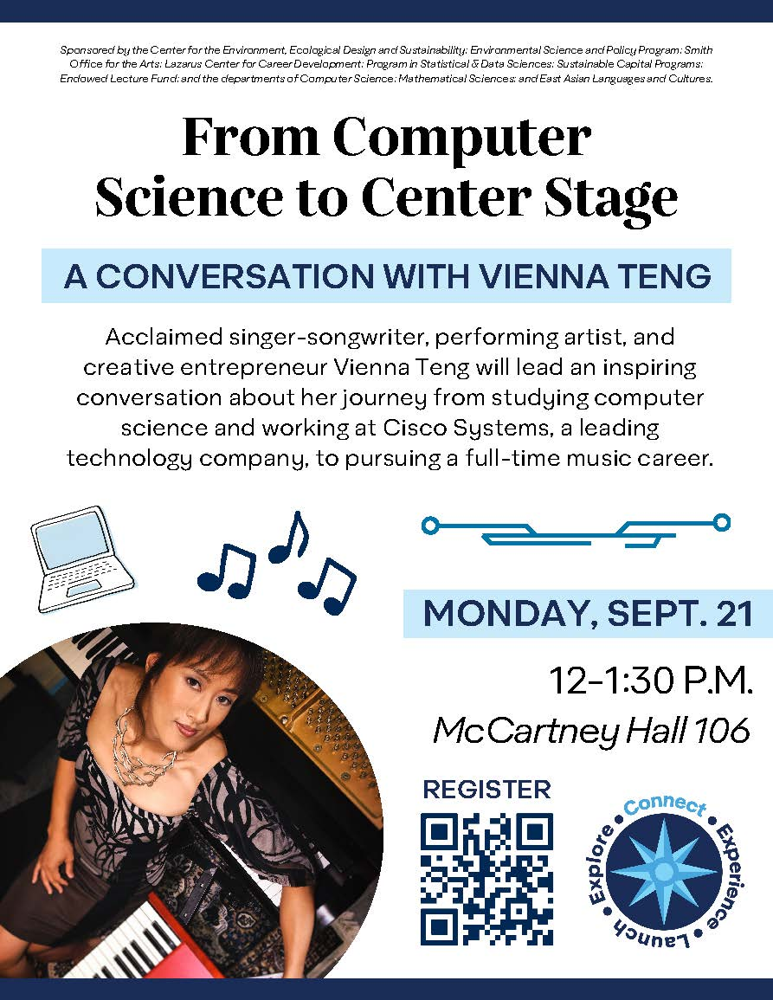 Sponsored by the Center for the Environment, Ecological Design and Sustainability; Environmental Science and Policy Program; Smith
Office for the Arts; Lazarus Center for Career Development; Program in Statistical & Data Sciences; Sustainable Capital Programs;
Endowed Lecture Fund; and the departments of Computer Science; Mathematical Sciences; and East Asian Languages and Cultures.
From Computer
Science to Center Stage
A CONVERSATION WITH VIENNA TENG
Acclaimed singer-songwriter, performing artist, and
creative entrepreneur Vienna Teng will lead an inspiring
conversation about her journey from studying computer
science and working at Cisco Systems, a leading
technology company, to pursuing a full-time music career.
MONDAY, SEPT. 21
12-1:30 P.M.
McCartney Hall 106
REGISTER
Explore • Connect • Experience • Launch •